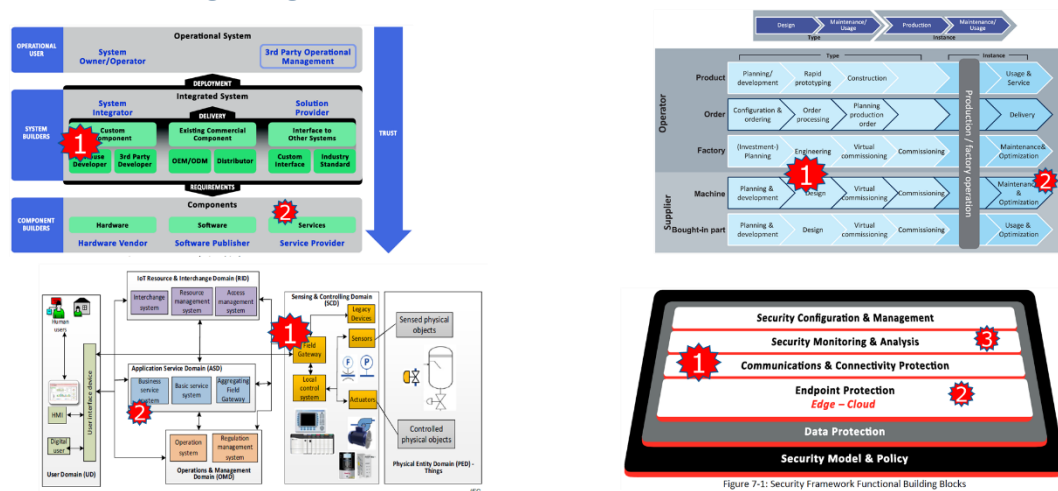 Operational System
OPERATIONAL
USER
System
Owner/Operator
3rd Party Operational
Management
DEPLOYMENT
Integrated System
SYSTEM
BUILDERS
System
Integrator
Solution
Provider
DELIVERY
Custom
Existing Commercial
Component
Interface to
Other Systems
1
Developer
3rd Party
Developer
OEM/ODM
Distributor
Custom
Interface
Industry
Standard
REQUIREMENTS
Components
2
COMPONENT
BUILDERS
Hardware
Software
Services
Hardware Vendor
Software Publisher
Service Provider
TRUST
Design
Maintenance/
Usage
Production
Maintenance/
Usage
Type
Instance
Type
Instance
Operator
Product
Planning/
development
Rapid
prototyping
Construction
Usage &
Service
Order
Configuration &
ordering
Order
processing
Planning
production
order
Delivery
Factory
(Investment-)
Planning
Engineering
Virtual
commissioning
Commissioning
Maintenance&
Optimization
1
2
Supplier
Machine
Planning &
development
Virtual
commissioning
Commissioning
&
Optimization
Bought-in part
Planning &
development
Design
Virtual
commissioning
Commissioning
Usage &
Optimization
Production / factory operation
IoT Resource & Interchange Domain (RID)
Interchange
system
Resource
management
system
Access
management
system
Human
users
HMI
Digital
user
User interface device
User Domain (UD)
Application Service Domain (ASD)
Business
service
system
Basic service
system
Aggregating
Field
Gateway
2
Operation
system
Regulation
management
system
Operations & Management
Domain (OMD)
Sensing & Controlling Domain
(SCD)
Legacy
Devices
1
Field
Gateway
Sensors
F
P
Local
control
system
Actuators
Sensed physical
objects
Controlled
physical objects
Physical Entity Domain (PED) -
Things
Security Configuration & Management
Security Monitoring & Analysis
3
1
Communications & Connectivity Protection
Endpoint Protection
2
Edge – Cloud
Data Protection
Security Model & Policy
Figure 7-1: Security Framework Functional Building Blocks